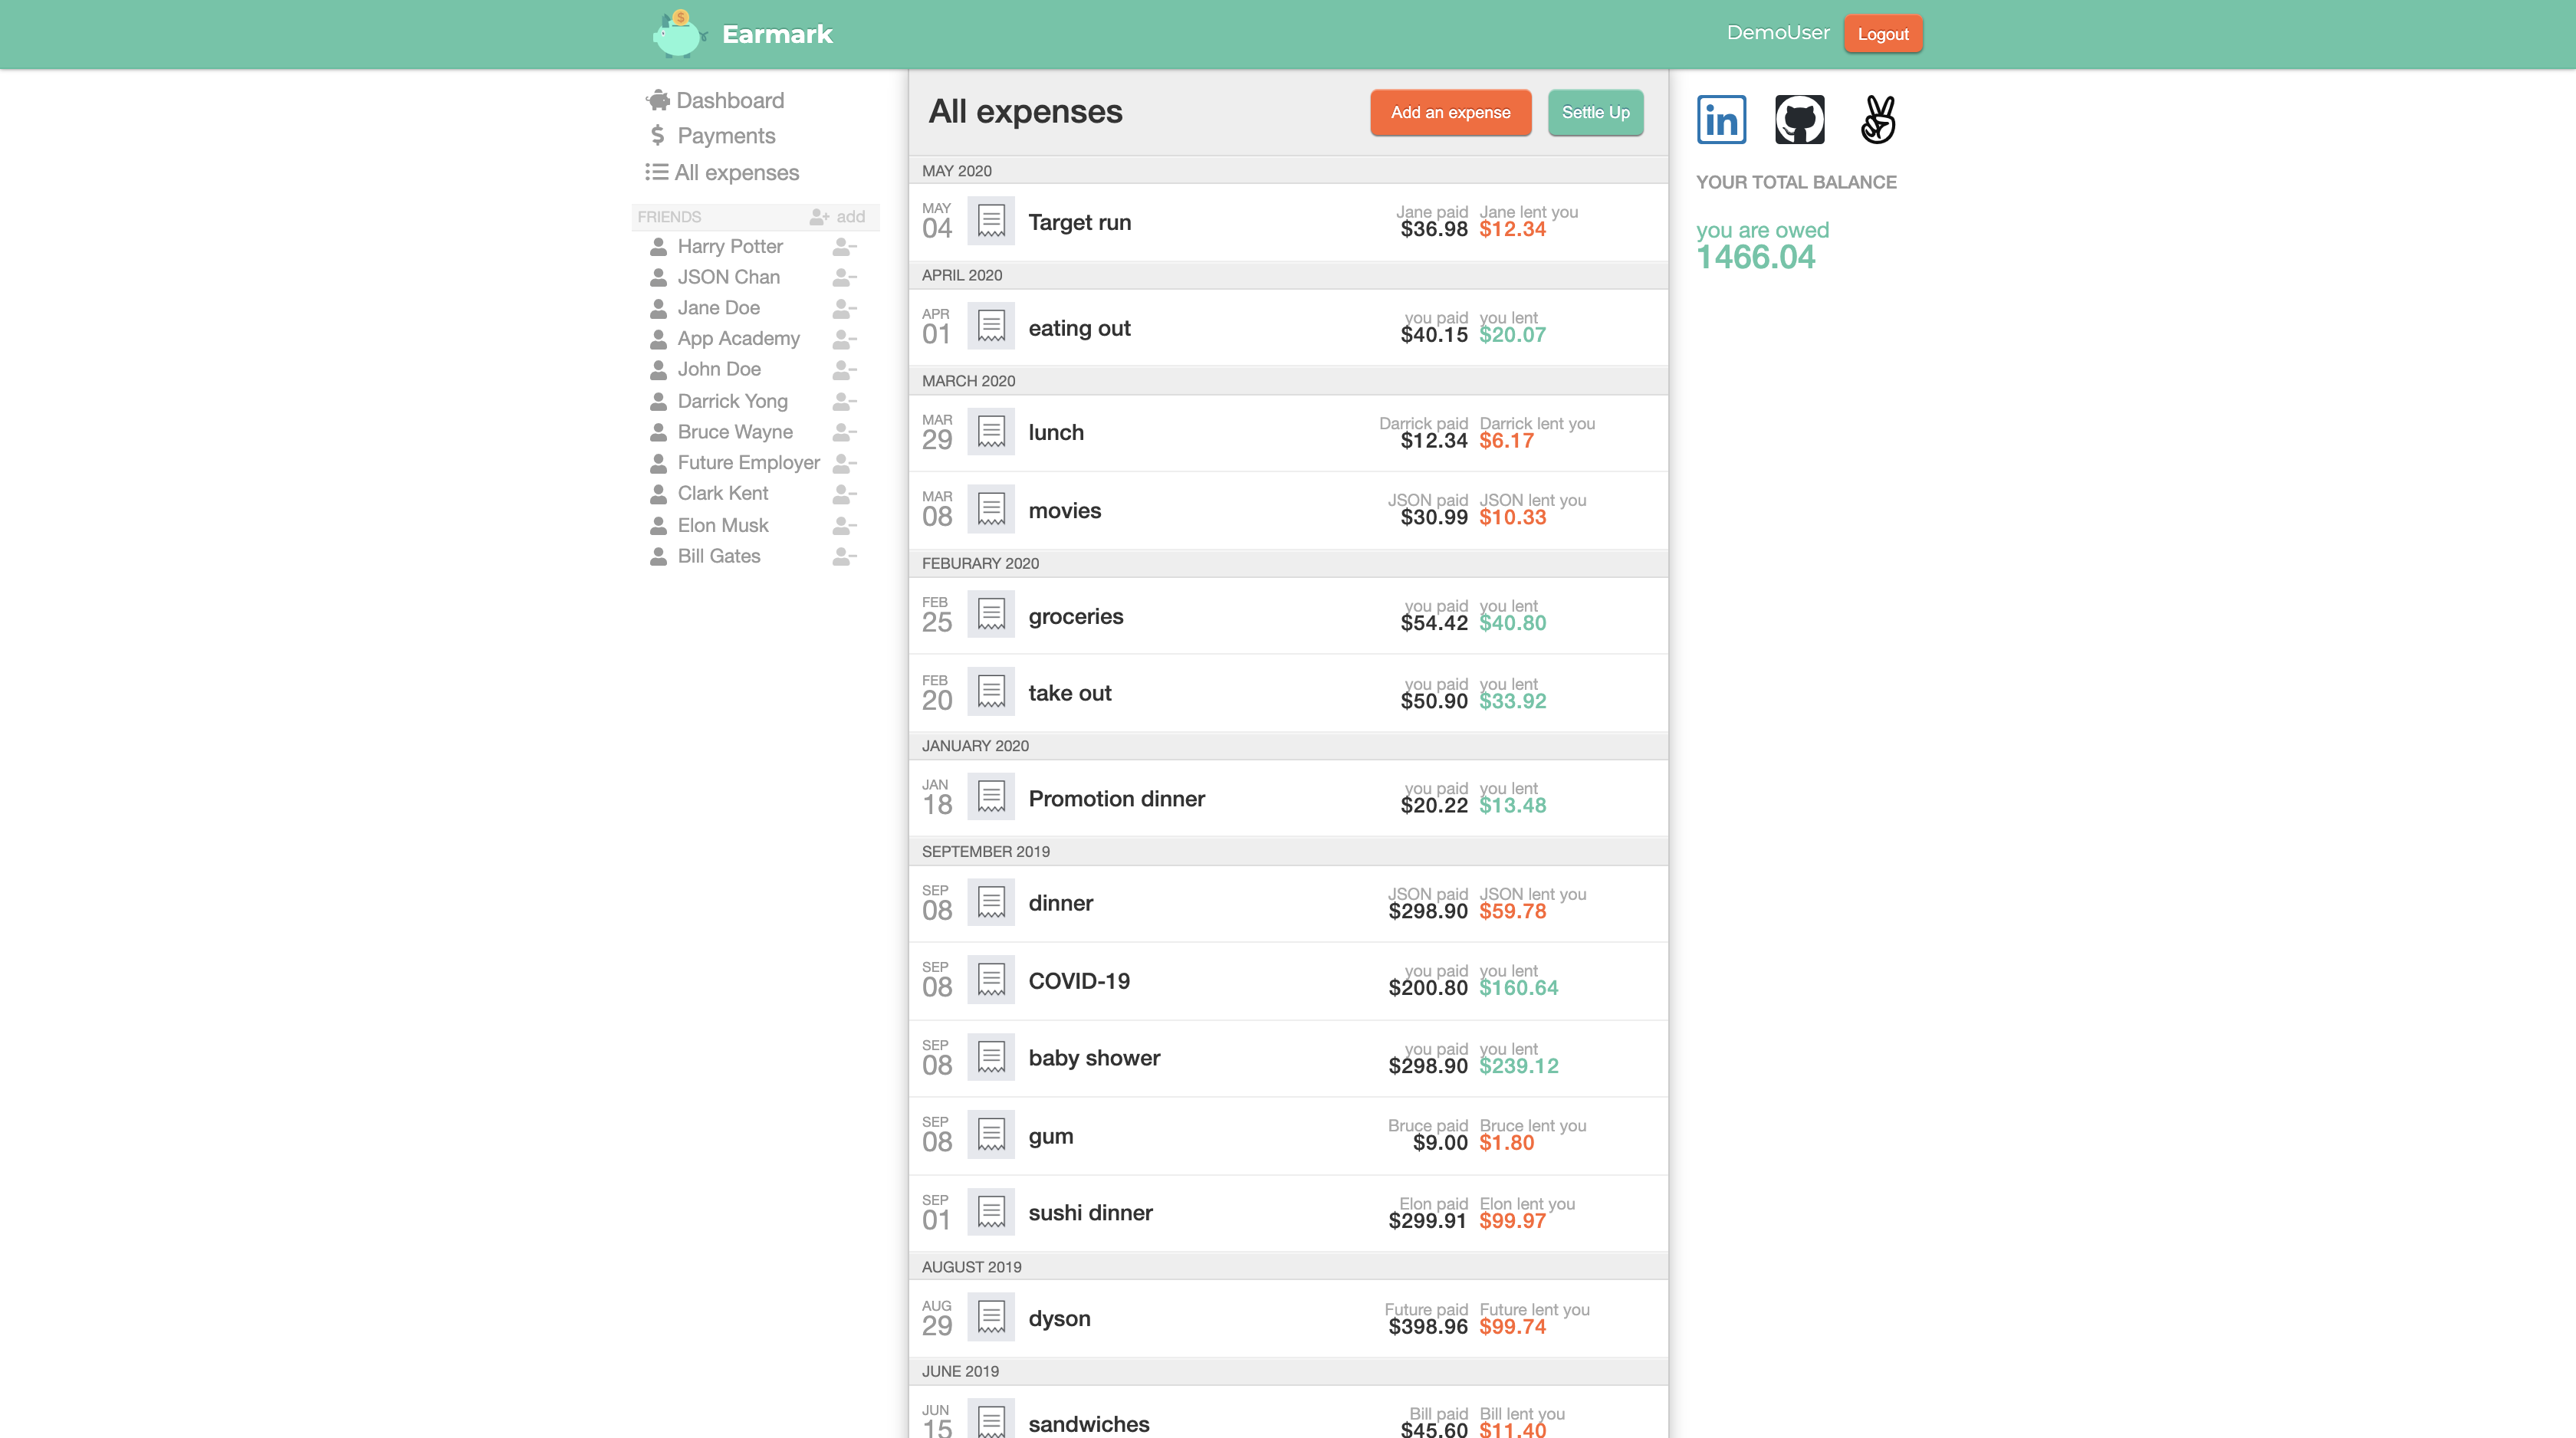 Earmark
DemoUser
Logout
Dashboard
Payments
All expenses
FRIENDS
add
Harry Potter
JSON Chan
Jane Doe
App Academy
John Doe
Darrick Yong
Bruce Wayne
Future Employer
Clark Kent
Elon Musk
Bill Gates
All expenses
Add an expense
Settle Up
MAY 2020
MAY
04
Target run
Jane paid
$36.98
Jane lent you
$12.34
APRIL 2020
APR
01
eating out
you paid
$40.15
you lent
$20.07
MARCH 2020
MAR
29
lunch
Darrick paid
$12.34
Darrick lent you
$6.17
MAR
08
movies
JSON paid
$30.99
JSON lent you
$10.33
FEBURARY 2020
FEB
25
groceries
you paid
$54.42
you lent
$40.80
FEB
20
take out
you paid
$50.90
you lent
$33.92
JANUARY 2020
JAN
18
Promotion dinner
you paid
$20.22
you lent
$13.48
SEPTEMBER 2019
SEP
08
dinner
JSON paid
$298.90
JSON lent you
$59.78
SEP
08
COVID-19
you paid
$200.80
you lent
$160.64
SEP
08
baby shower
you paid
$298.90
you lent
$239.12
SEP
08
gum
Bruce paid
$9.00
Bruce lent you
$1.80
SEP
01
sushi dinner
Elon paid
$299.91
Elon lent you
$99.97
AUGUST 2019
AUG
29
dyson
Future paid
$398.96
Future lent you
$99.74
JUNE 2019
JUN
15
sandwiches
Bill paid
$45.60
Bill lent you
$11.40
in
YOUR TOTAL BALANCE
you are owed
1466.04